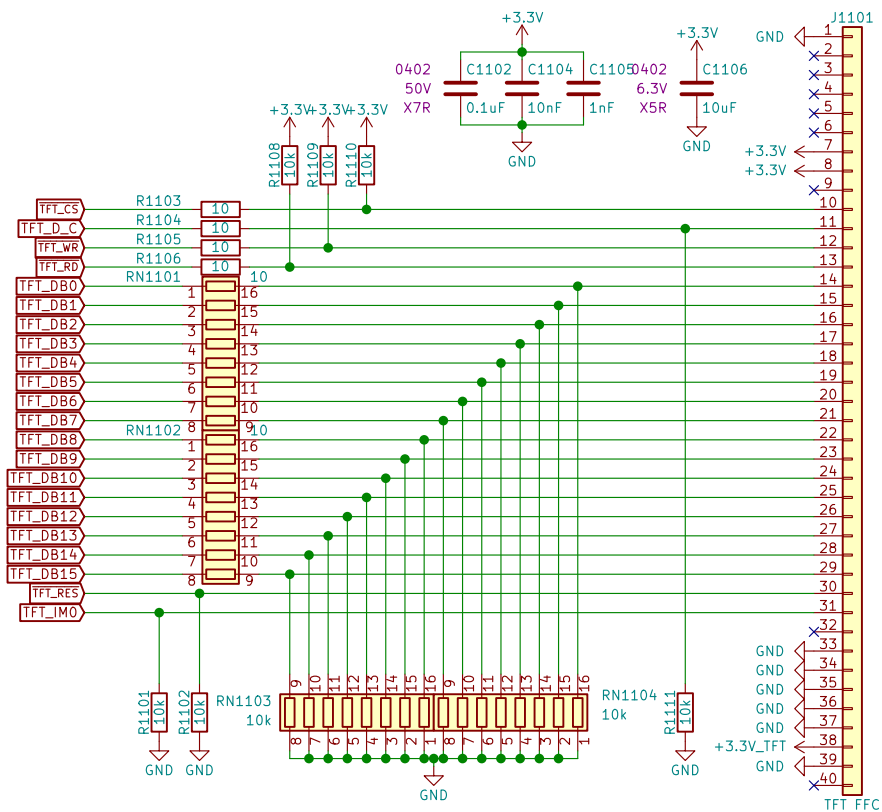 J1101
+3.3V
+3.3V
GND
1
2
3
4
5
6
+3.3V
7
+3.3V
8
9
0402
50V
X7R
C1102
0.1uF
C1104
10nF
C1105
1nF
0402
6.3V
X5R
C1106
10uF
GND
GND
+3.3V
+3.3V
+3.3V
R1108
10k
R1109
10k
R1110
10k
TFT_CS
R1103
10
10
TFT_D_C
R1104
10
11
TFT_WR
R1105
10
12
TFT_RD
R1106
10
13
RN1101
10
TFT_DB0
1
16
14
TFT_DB1
2
15
15
TFT_DB2
3
14
16
TFT_DB3
4
13
17
TFT_DB4
5
12
18
TFT_DB5
6
11
19
TFT_DB6
7
10
20
TFT_DB7
8
9
21
RN1102
10
TFT_DB8
1
16
22
TFT_DB9
2
15
23
TFT_DB10
3
14
24
TFT_DB11
4
13
25
TFT_DB12
5
12
26
TFT_DB13
6
11
27
TFT_DB14
7
10
28
TFT_DB15
8
9
29
TFT_RES
30
TFT_IM0
31
32
GND
33
GND
34
GND
35
GND
36
GND
37
+3.3V_TFT
38
GND
39
40
R1101
10k
GND
R1102
10k
GND
RN1103
10k
9 10 11 12 13 14 15 16
8 7 6 5 4 3 2 1
9 10 11 12 13 14 15 16
8 7 6 5 4 3 2 1
RN1104
10k
GND
R1111
10k
GND
TFT_FFC